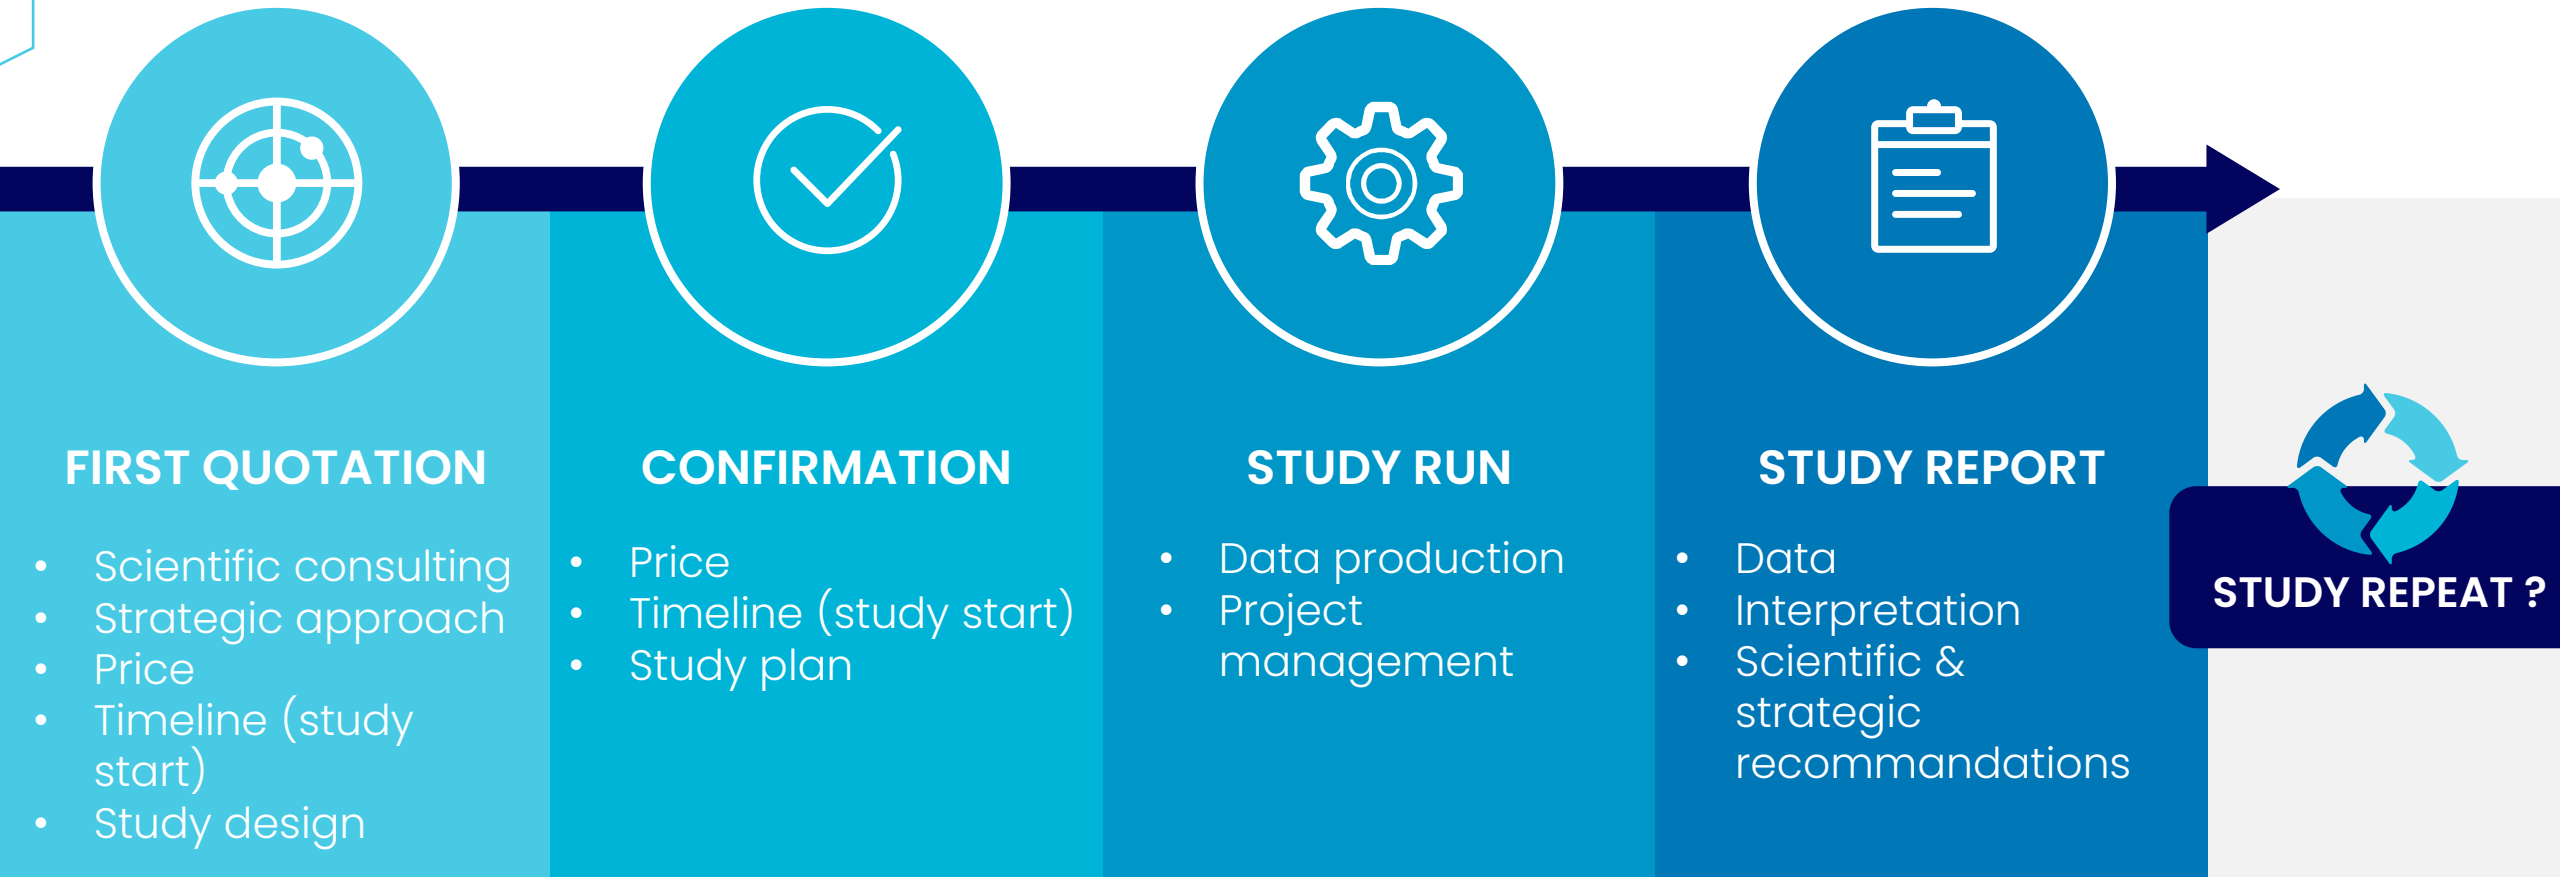 FIRST QUOTATION
• Scientific consulting
• Strategic approach
• Price
• Timeline (study
start)
• Study design
CONFIRMATION
• Price
• Timeline (study start)
• Study plan
STUDY RUN
• Data production
• Project
management
STUDY REPORT
• Data
• Interpretation
• Scientific &
strategic
recommandations
STUDY REPEAT ?